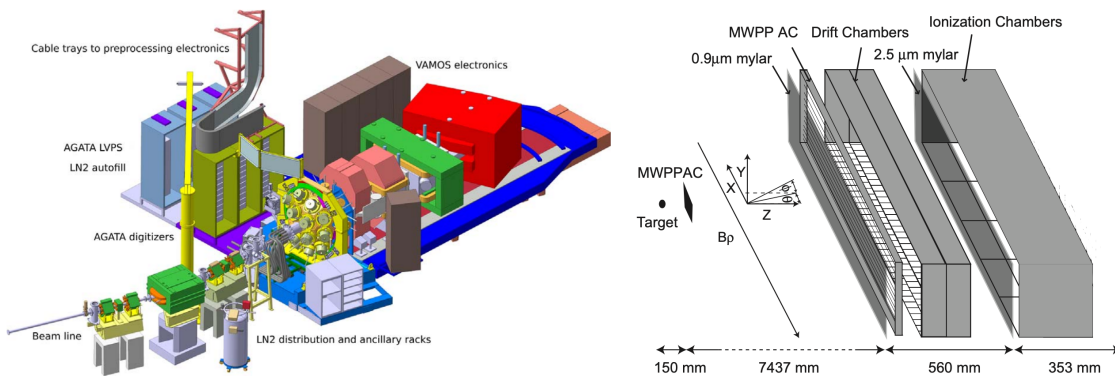 Cable trays to preprocessing electronics
VAMOS electronics
AGATA LVPS
LN2 autofill
AGATA digitizers
Beam line
LN2 distribution and ancillary racks
Ionization Chambers
MWPP AC
Drift Chambers
0.9μm mylar
2.5 μm mylar
MWPPAC
Target
Y
X
Z
ϕ
θ
Bρ
150 mm
7437 mm
560 mm
353 mm